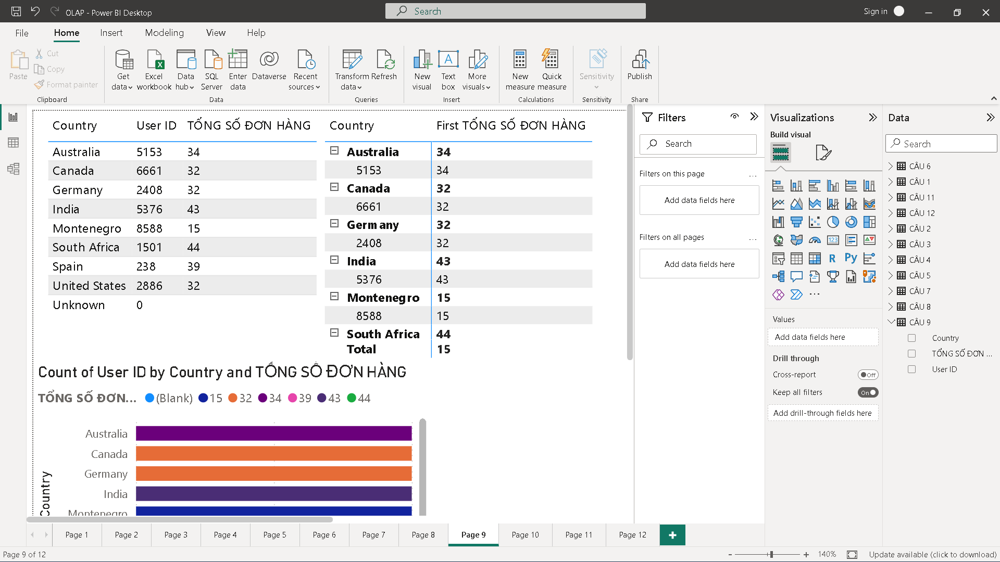 OLAP - Power BI Desktop
Search
Sign in
File Home Insert Modeling View Help
Paste
Cut
Copy
Format painter
Clipboard
Get data
Excel workbook
Data hub
SQL Server
Enter data
Dataverse
Recent sources
Data
Transform data
Refresh
Queries
New visual
Text box
More visuals
Insert
New measure
Quick measure
Calculations
Sensitivity
Sensitivity
Publish
Share
Country User ID TỔNG SỐ ĐƠN HÀNG
Australia 5153 34
Canada 6661 32
Germany 2408 32
India 5376 43
Montenegro 8588 15
South Africa 1501 44
Spain 238 39
United States 2886 32
Unknown 0
Country First TỔNG SỐ ĐƠN HÀNG
Australia 34
5153 34
Canada 32
6661 32
Germany 32
2408 32
India 43
5376 43
Montenegro 15
8588 15
South Africa 44
Total 15
Count of User ID by Country and TỔNG SỐ ĐƠN HÀNG
TỔNG SỐ ĐƠN... (Blank) 15 32 34 39 43 44
Country
Australia
Canada
Germany
India
Montenegro
Filters
Search
Filters on this page ...
Add data fields here
Filters on all pages ...
Add data fields here
Visualizations
Build visual
123
R
Py
...
Values
Add data fields here
Drill through
Cross-report Off
Keep all filters On
Add drill-through fields here
Data
Search
CÂU 6
CÂU 1
CÂU 11
CÂU 12
CÂU 2
CÂU 3
CÂU 4
CÂU 5
CÂU 7
CÂU 8
CÂU 9
Country
TỔNG SỐ ĐƠN ...
User ID
Page 1 Page 2 Page 3 Page 4 Page 5 Page 6 Page 7 Page 8 Page 9 Page 10 Page 11 Page 12 +
Page 9 of 12
- + 140%
Update available (click to download)